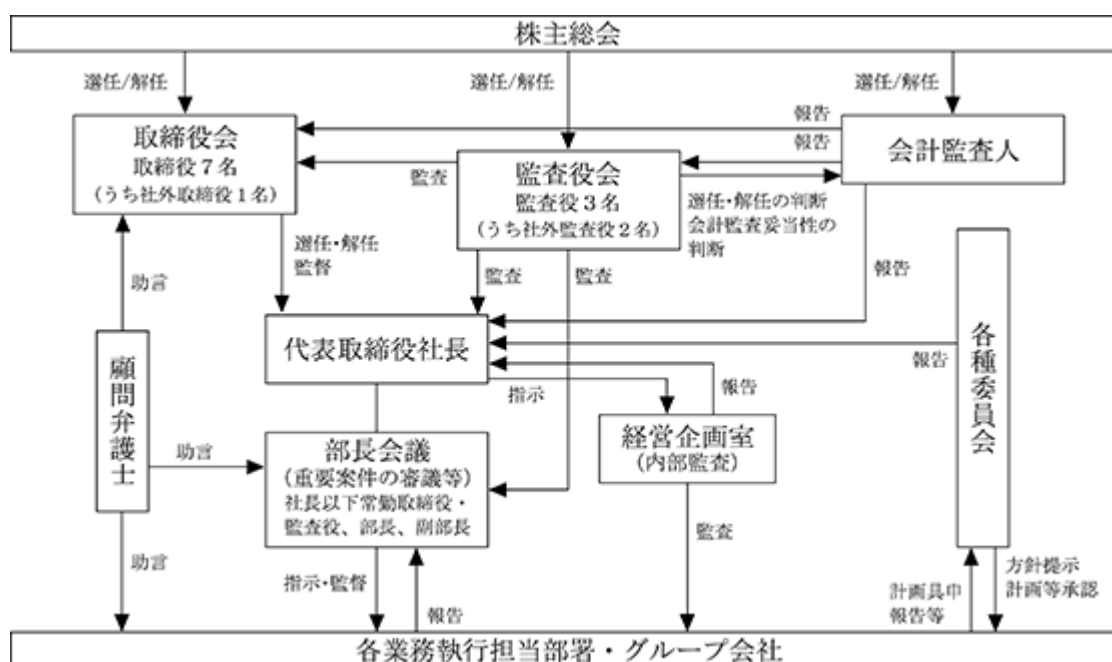 株主総会
選任/解任
選任/解任
選任/解任
取締役会
取締役7名
(うち社外取締役1名)
報告
報告
会計監査人
監査
監査役会
監査役3名
(うち社外監査役2名)
選任・解任の判断
会計監査妥当性の
判断
選任・解任
監督
助言
監査
監査
報告
代表取締役社長
各種委員会
報告
顧問弁護士
指示
報告
助言
部長会議
(重要案件の審議等)
社長以下常勤取締役・
監査役、部長、副部長
経営企画室
(内部監査)
助言
監査
指示・監督
報告
計画具申
報告等
方針提示
計画等承認
各業務執行担当部署・グループ会社